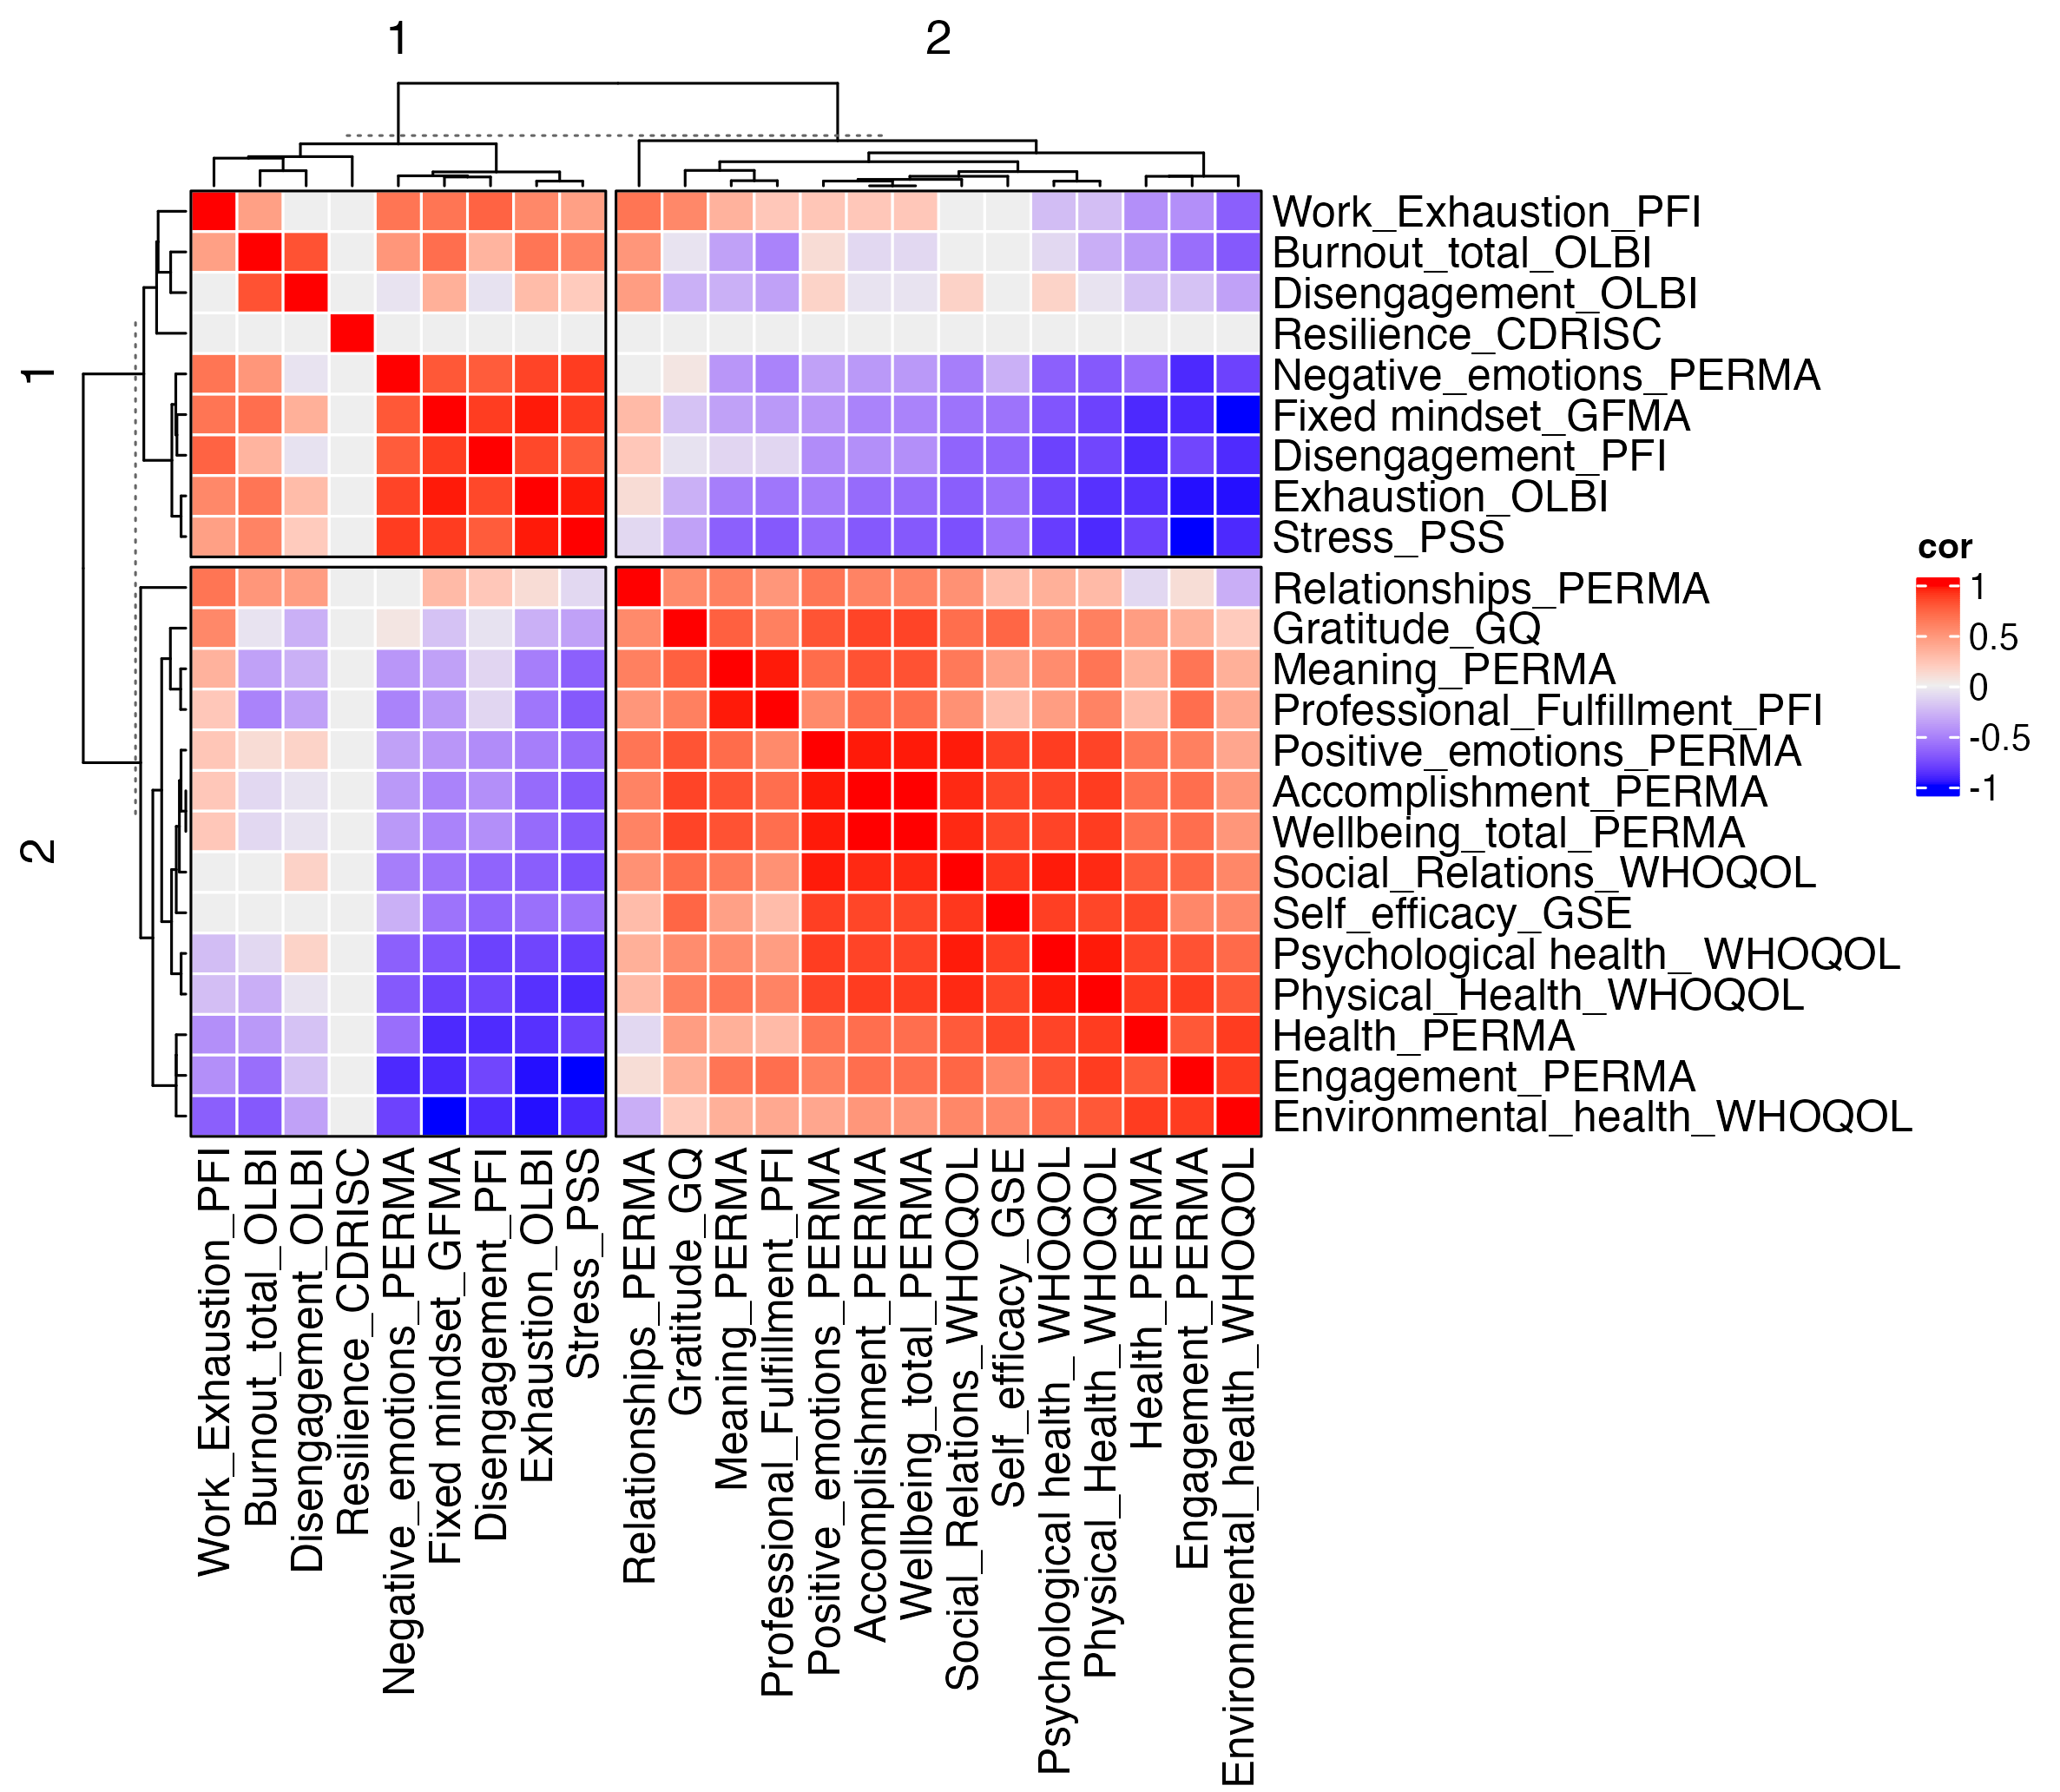 1
2
1
2
Work_Exhaustion_PFI
Burnout_total_OLBI
Disengagement_OLBI
Resilience_CDRISC
Negative_emotions_PERMA
Fixed mindset_GFMA
Disengagement_PFI
Exhaustion_OLBI
Stress_PSS
Relationships_PERMA
Gratitude_GQ
Meaning_PERMA
Professional_Fulfillment_PFI
Positive_emotions_PERMA
Accomplishment_PERMA
Wellbeing_total_PERMA
Social_Relations_WHOQOL
Self_efficacy_GSE
Psychological health_ WHOQOL
Physical_Health_WHOQOL
Health_PERMA
Engagement_PERMA
Environmental_health_WHOQOL
cor
1
0.5
0
-0.5
-1
Work_Exhaustion_PFI
Burnout_total_OLBI
Disengagement_OLBI
Resilience_CDRISC
Negative_emotions_PERMA
Fixed mindset_GFMA
Disengagement_PFI
Exhaustion_OLBI
Stress_PSS
Relationships_PERMA
Gratitude_GQ
Meaning_PERMA
Professional_Fulfillment_PFI
Positive_emotions_PERMA
Accomplishment_PERMA
Wellbeing_total_PERMA
Social_Relations_WHOQOL
Self_efficacy_GSE
Psychological health_ WHOQOL
Physical_Health_WHOQOL
Health_PERMA
Engagement_PERMA
Environmental_health_WHOQOL